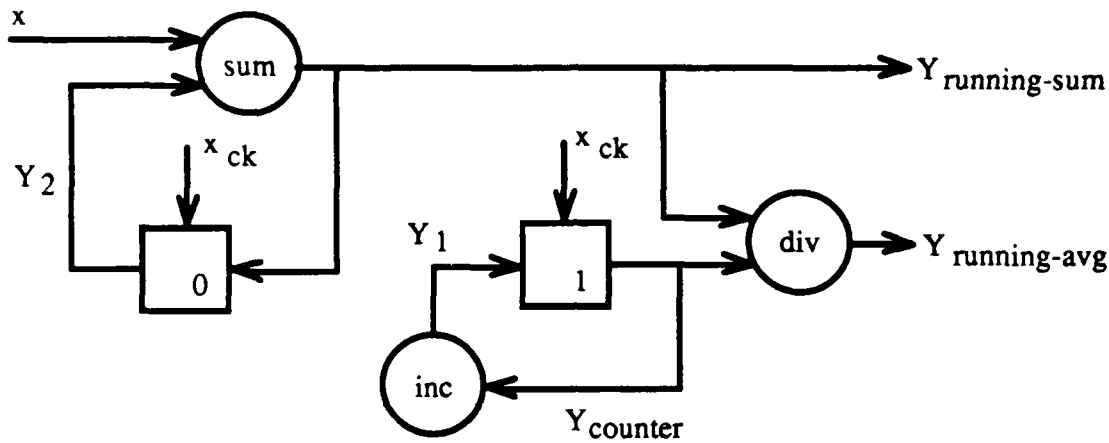 x
sum
Y running-sum
x ck
x ck
Y 2
Y 1
div
Y running-avg
0
1
inc
Y counter